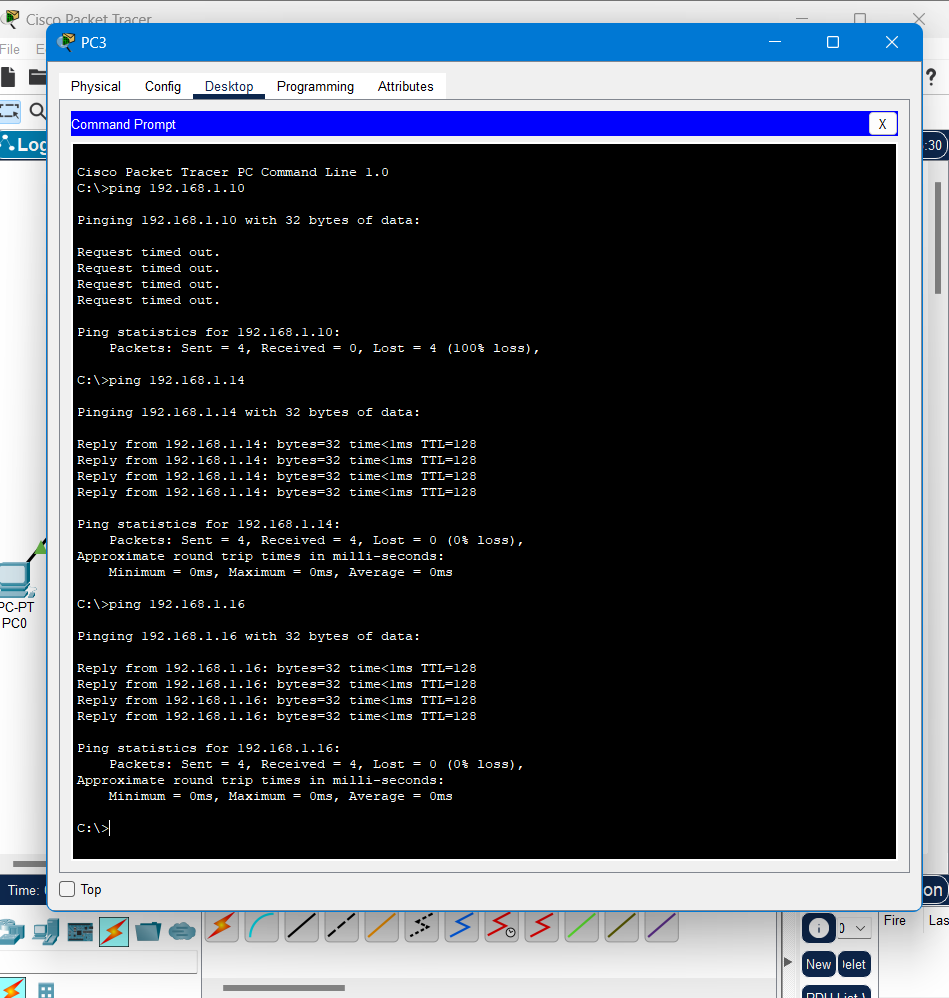 Cisco Packet Tracer
PC3
File
?
Physical Config Desktop Programming Attributes
Command Prompt
X
Log
:30
Cisco Packet Tracer PC Command Line 1.0
C:\>ping 192.168.1.10
Pinging 192.168.1.10 with 32 bytes of data:
Request timed out.
Request timed out.
Request timed out.
Request timed out.
Ping statistics for 192.168.1.10:
Packets: Sent = 4, Received = 0, Lost = 4 (100% loss),
C:\>ping 192.168.1.14
Pinging 192.168.1.14 with 32 bytes of data:
Reply from 192.168.1.14: bytes=32 time<1ms TTL=128
Reply from 192.168.1.14: bytes=32 time<1ms TTL=128
Reply from 192.168.1.14: bytes=32 time<1ms TTL=128
Reply from 192.168.1.14: bytes=32 time<1ms TTL=128
Ping statistics for 192.168.1.14:
Packets: Sent = 4, Received = 4, Lost = 0 (0% loss),
Approximate round trip times in milli-seconds:
Minimum = 0ms, Maximum = 0ms, Average = 0ms
C:\>ping 192.168.1.16
Pinging 192.168.1.16 with 32 bytes of data:
Reply from 192.168.1.16: bytes=32 time<1ms TTL=128
Reply from 192.168.1.16: bytes=32 time<1ms TTL=128
Reply from 192.168.1.16: bytes=32 time<1ms TTL=128
Reply from 192.168.1.16: bytes=32 time<1ms TTL=128
Ping statistics for 192.168.1.16:
Packets: Sent = 4, Received = 4, Lost = 0 (0% loss),
Approximate round trip times in milli-seconds:
Minimum = 0ms, Maximum = 0ms, Average = 0ms
C:\>
PC-PT
PC0
Time:
Top
on
0
Fire Las
New Delet